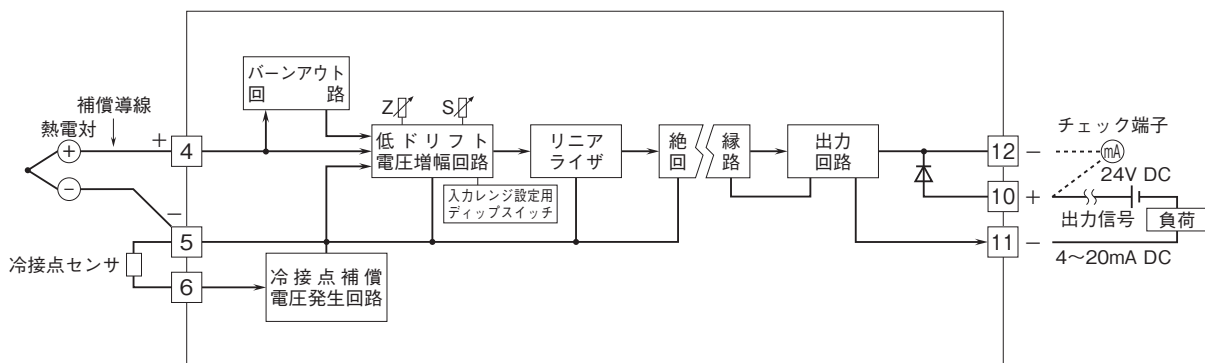 バーンアウト
回 路
補償導線
熱電対
+
−
+
4
−
5
6
冷接点センサ
Z
S
低ドリフト
電圧増幅回路
入力レンジ設定用
ディップスイッチ
冷接点補償
電圧発生回路
リニア
ライザ
絶 縁
回 路
出力
回路
12 −
10 +
11 −
チェック端子
mA
24V DC
出力信号
負荷
4～20mA DC